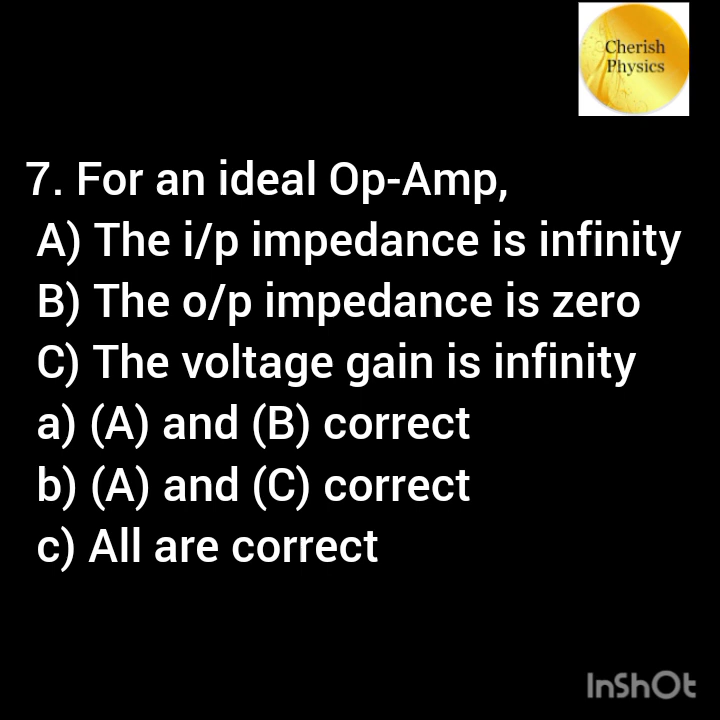 Cherish
Physics
7. For an ideal Op-Amp,
A) The i/p impedance is infinity
B) The o/p impedance is zero
C) The voltage gain is infinity
a) (A) and (B) correct
b) (A) and (C) correct
c) All are correct
InShOt